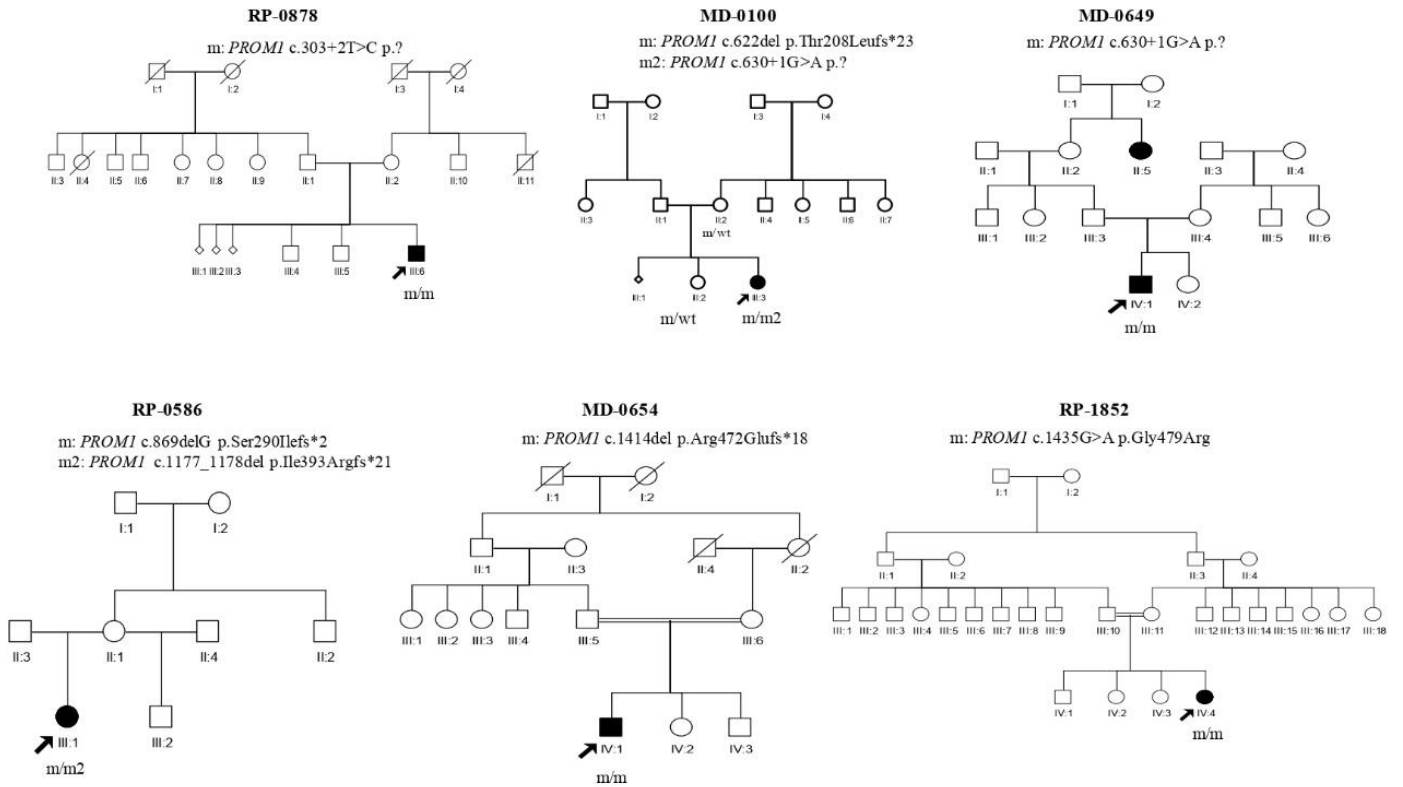 RP-0878
m: PROM1 c.303+2T>C p.?
I:1 I:2 I:3 I:4
II:3 II:4 II:5 II:6 II:7 II:8 II:9 II:1 II:2 II:10 II:11
III:1 III:2 III:3 III:4 III:5 III:6
m/m
MD-0100
m: PROM1 c.622del p.Thr208Leufs*23
m2: PROM1 c.630+1G>A p.?
I:1 I:2 I:3 I:4
II:3 II:1 II:2 II:4 I:5 II:6 II:7
m/wt
III:1 II:2 III:3
m/wt m/m2
MD-0649
m: PROM1 c.630+1G>A p.?
I:1 I:2
II:1 II:2 II:5 II:3 II:4
III:1 III:2 III:3 III:4 III:5 III:6
IV:1 IV:2
m/m
RP-0586
m: PROM1 c.869delG p.Ser290Ilefs*2
m2: PROM1 c.1177_1178del p.Ile393Argfs*21
I:1 I:2
II:3 II:1 II:4 II:2
III:1 III:2
m/m2
MD-0654
m: PROM1 c.1414del p.Arg472Glufs*18
I:1 I:2
II:1 II:3 II:4 II:2
III:1 III:2 III:3 III:4 III:5 III:6
IV:1 IV:2 IV:3
m/m
RP-1852
m: PROM1 c.1435G>A p.Gly479Arg
I:1 I:2
II:1 II:2 II:3 II:4
III:1 III:2 III:3 III:4 III:5 III:6 III:7 III:8 III:9 III:10 III:11 III:12 III:13 III:14 III:15 III:16 III:17 III:18
IV:1 IV:2 IV:3 IV:4
m/m